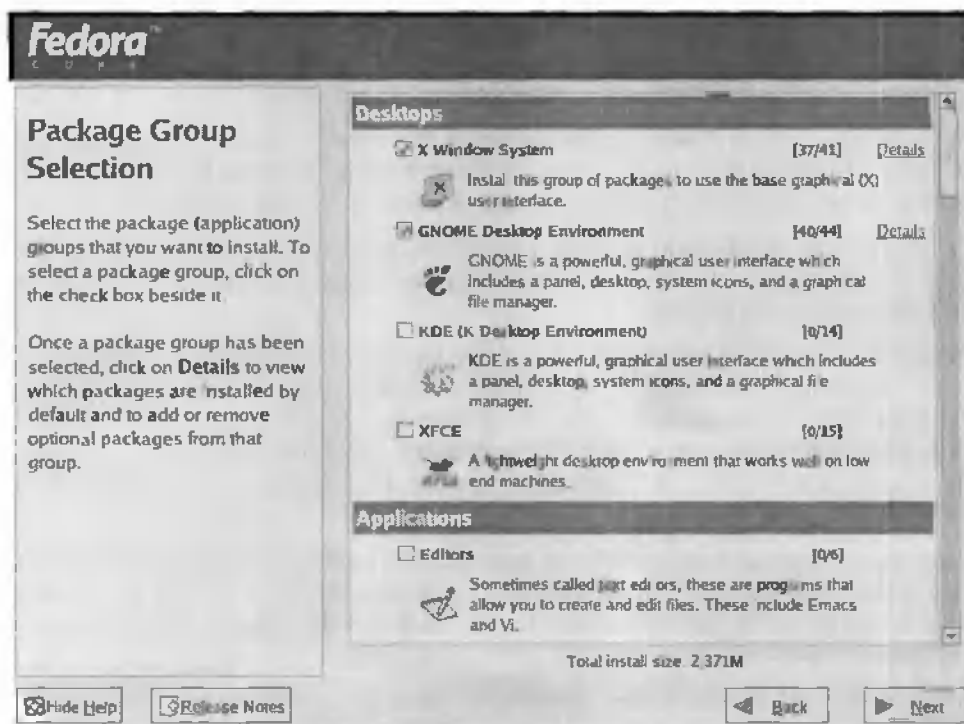 Fedora™
CORE
Package Group
Selection
Select the package (application)
groups that you want to install. To
select a package group, click on
the check box beside it.
Once a package group has been
selected, click on Details to view
which packages are installed by
default and to add or remove
optional packages from that
group.
Desktops
X Window System [37/41] Details
Install this group of packages to use the base graphical (X)
user interface.
GNOME Desktop Environment [40/44] Details
GNOME is a powerful, graphical user interface which
includes a panel, desktop, system icons, and a graphical
file manager.
KDE (K Desktop Environment) [0/14]
KDE is a powerful, graphical user interface which includes
a panel, desktop, system icons, and a graphical file
manager.
XFCE [0/15]
A lightweight desktop environment that works well on low
end machines.
Applications
Editors [0/6]
Sometimes called text editors, these are programs that
allow you to create and edit files. These include Emacs
and Vi.
Total install size: 2,371M
Hide Help
Release Notes
Back
Next